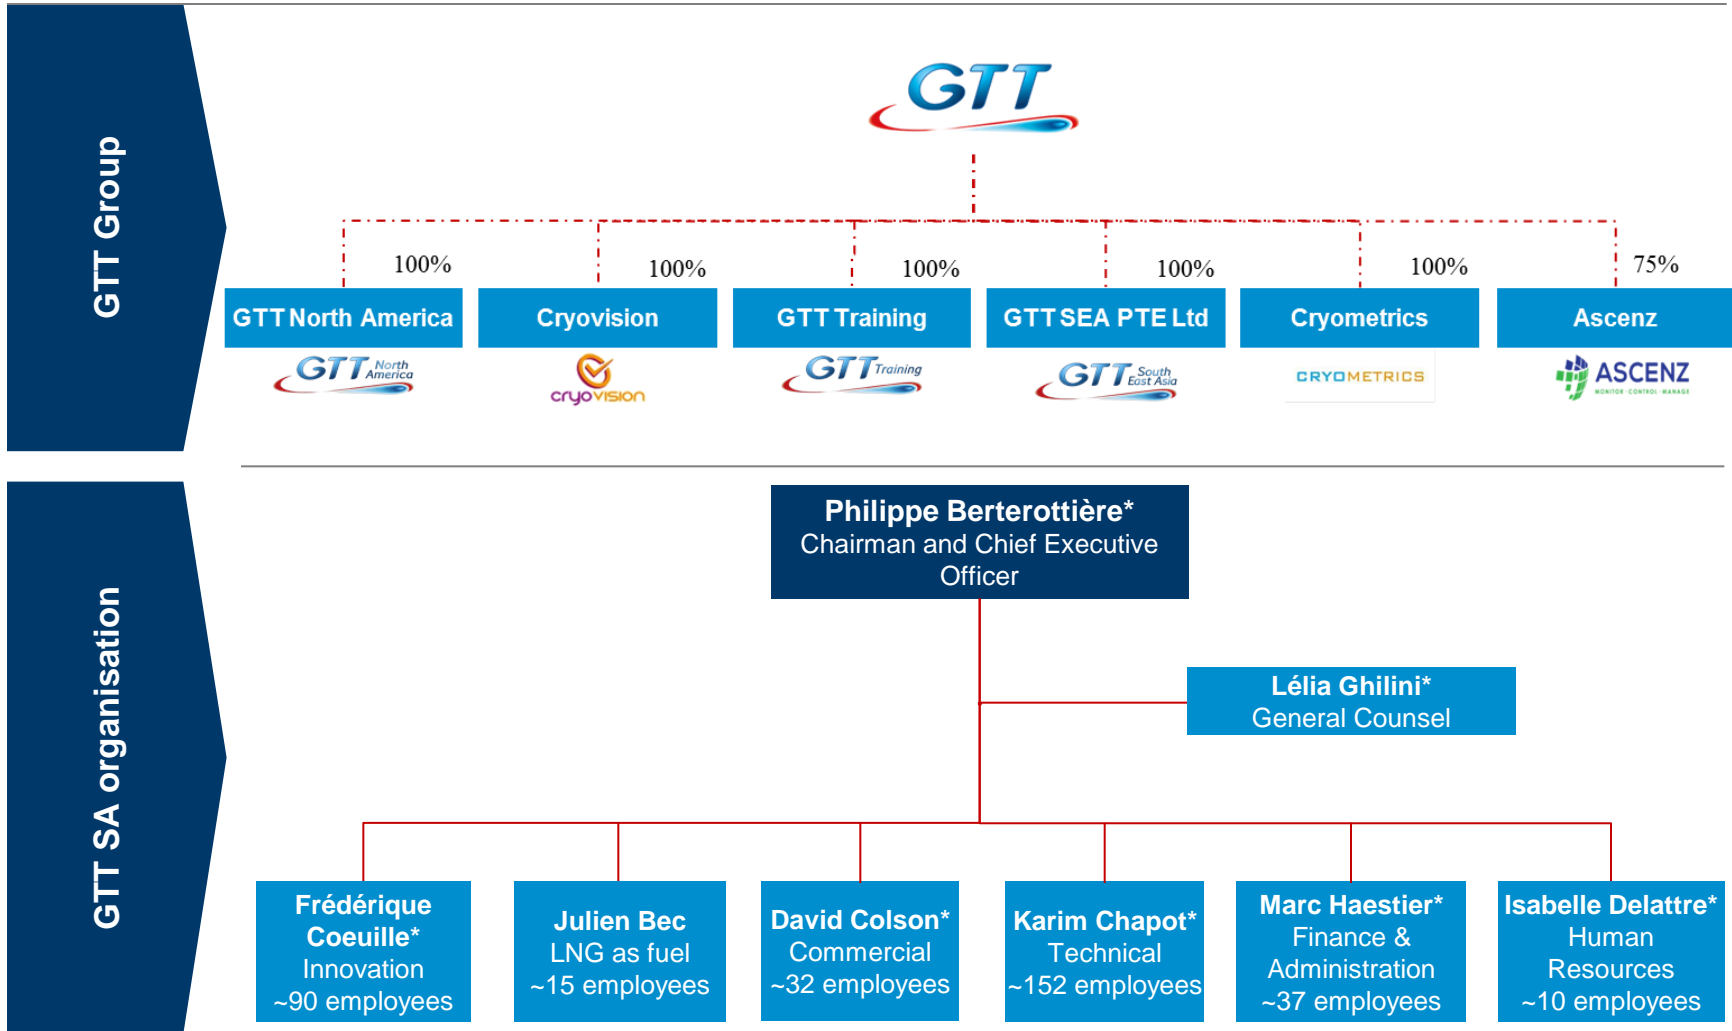 GTT Group
GTT
100%
100%
100%
100%
100%
75%
GTT North America
Cryovision
GTT Training
GTT SEA PTE Ltd
Cryometrics
Ascenz
GTT North America
cryovision
GTT Training
GTT South East Asia
CRYOMETRICS
ASCENZ
MONITOR · CONTROL · MANAGE
GTT SA organisation
Philippe Berterottière*
Chairman and Chief Executive
Officer
Lélia Ghilini*
General Counsel
Frédérique
Coeuille*
Innovation
~90 employees
Julien Bec
LNG as fuel
~15 employees
David Colson*
Commercial
~32 employees
Karim Chapot*
Technical
~152 employees
Marc Haestier*
Finance &
Administration
~37 employees
Isabelle Delattre*
Human
Resources
~10 employees